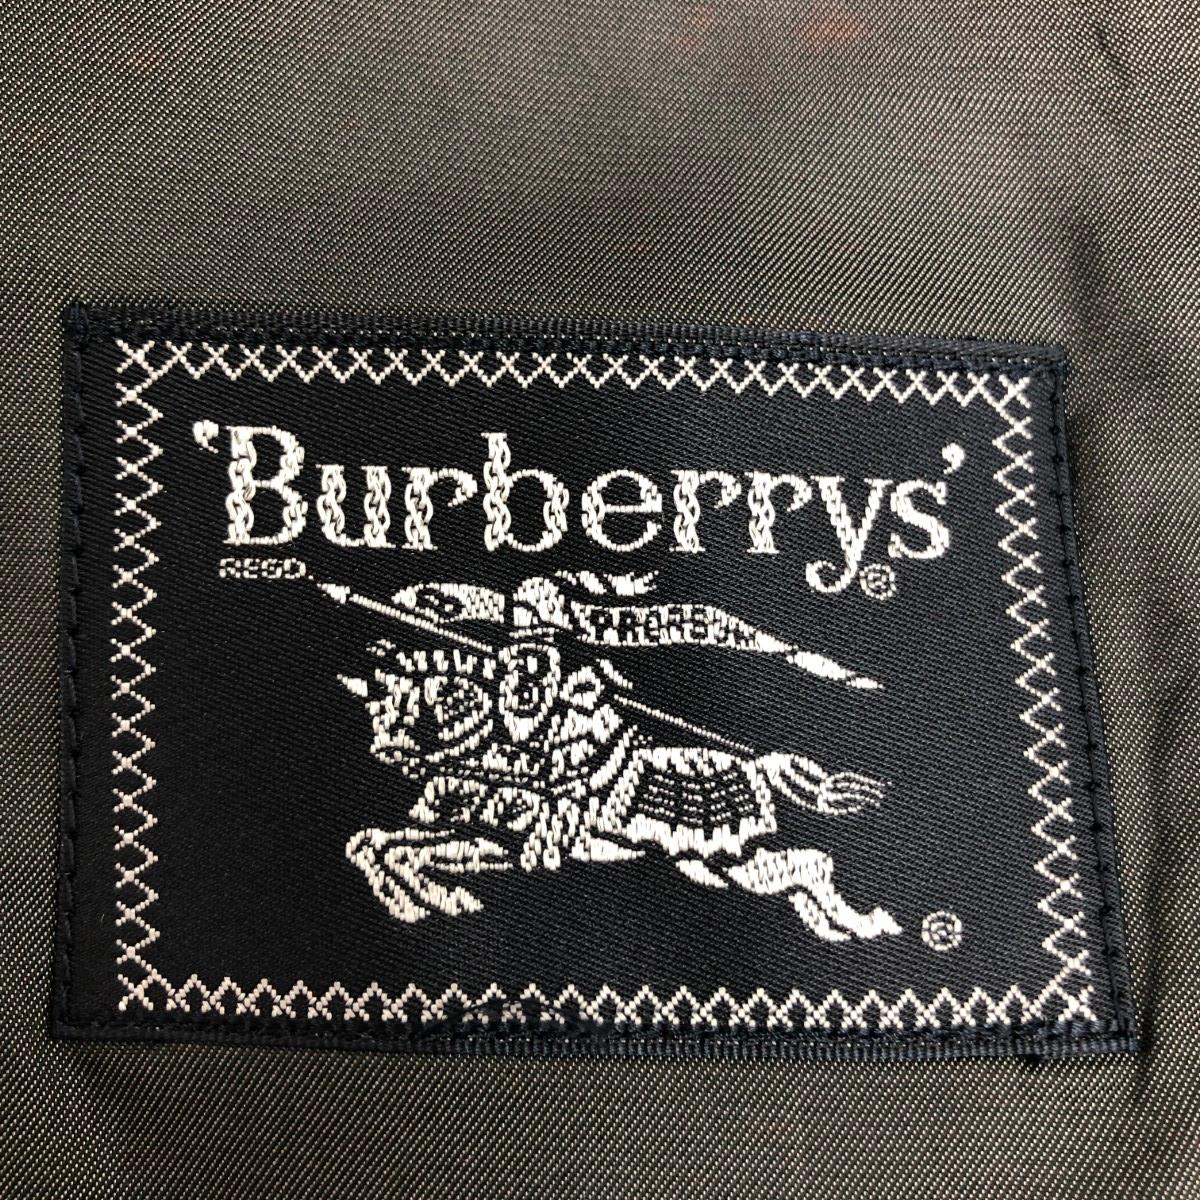 'Burberrys'
REGD. ®
PRORSUM
®